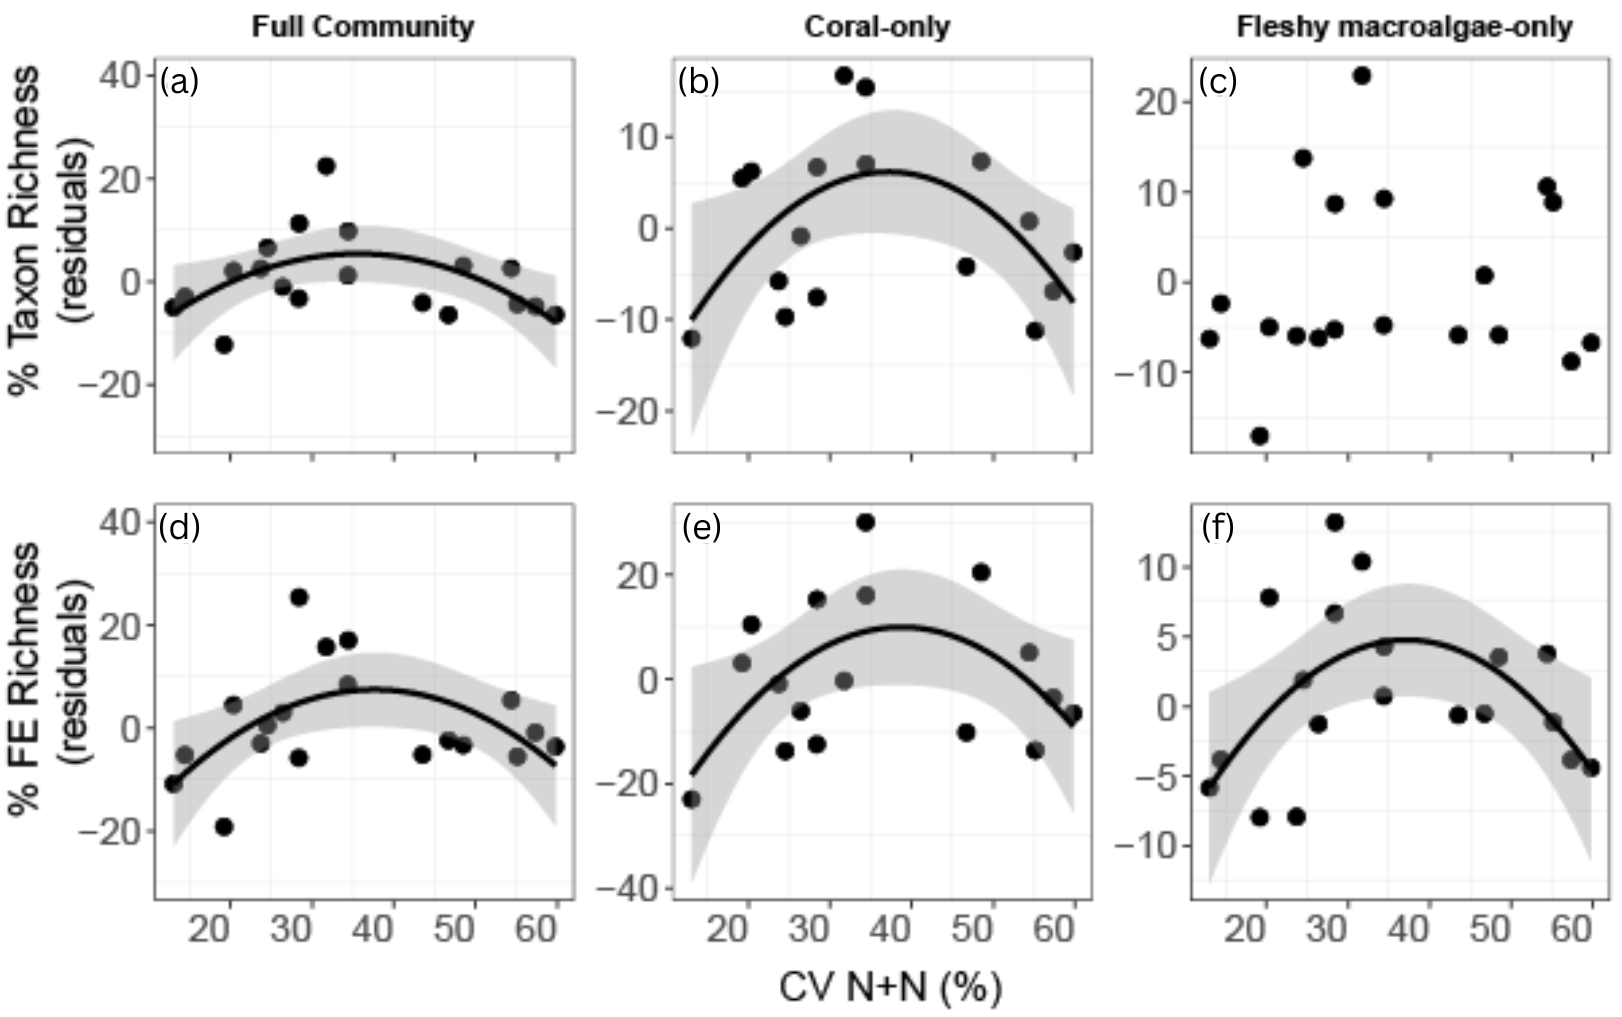 Full Community
Coral-only
Fleshy macroalgae-only
% Taxon Richness
(residuals)
(a)
40
20
0
−20
(b)
10
0
−10
−20
(c)
20
10
0
−10
% FE Richness
(residuals)
(d)
40
20
0
−20
(e)
20
0
−20
−40
(f)
10
5
0
−5
−10
20 30 40 50 60
20 30 40 50 60
20 30 40 50 60
CV N+N (%)